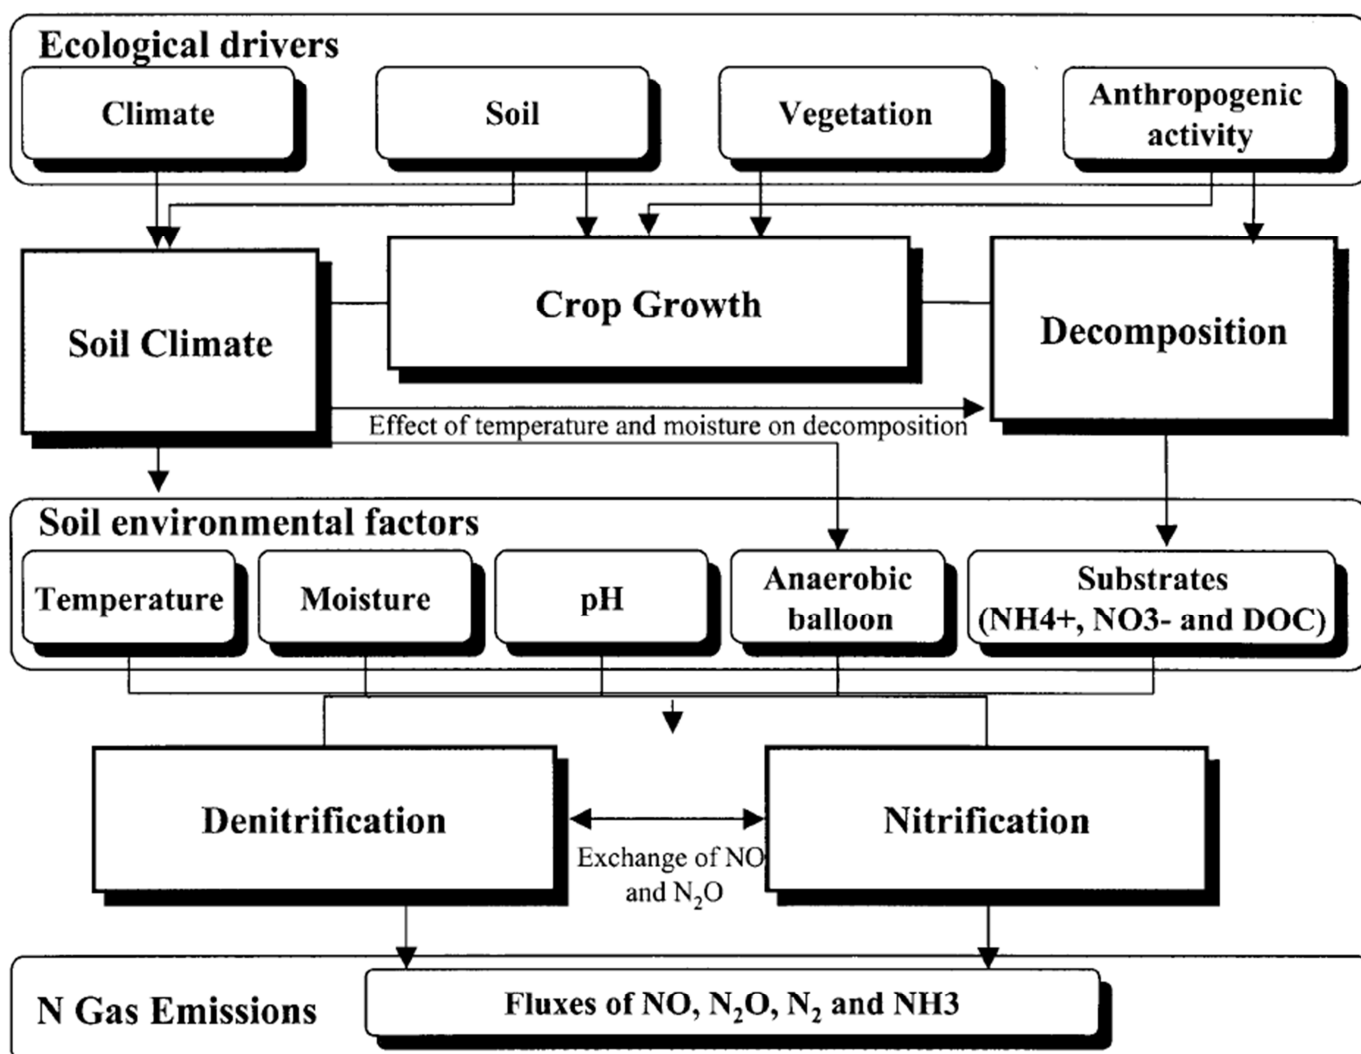 Ecological drivers
Climate
Soil
Vegetation
Anthropogenic
activity
Soil Climate
Crop Growth
Decomposition
Effect of temperature and moisture on decomposition
Soil environmental factors
Temperature
Moisture
pH
Anaerobic
balloon
Substrates
(NH4+, NO3- and DOC)
Denitrification
Nitrification
Exchange of NO
and N₂O
N Gas Emissions
Fluxes of NO, N₂O, N₂ and NH3